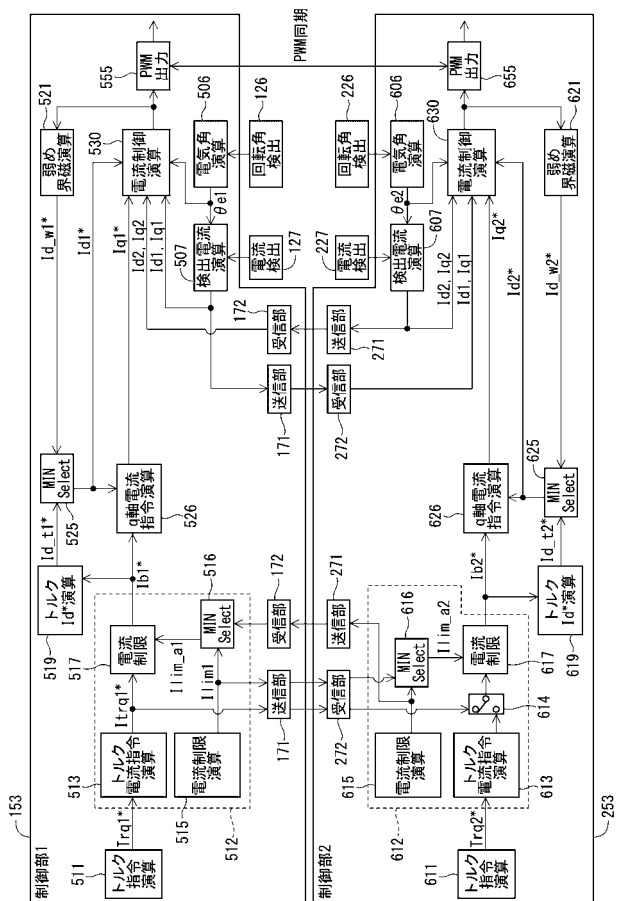 153
制御部1
511
トルク
指令演算
Trq1*
513
トルク
電流指令
演算
515
電流制限
演算
512
Itrq1*
Ilim1
517
電流
制限
Ilim_a1
516
MIN
Select
Ib1*
519
トルク
Id*演算
Id_t1*
MIN
Select
525
q軸電流
指令演算
526
Id_w1*
Id1*
Iq1*
Id2, Iq2
Id1, Iq1
521
弱め
界磁演算
530
電流制御
演算
555
PWM
出力
506
電気角
演算
θe1
507
検出電流
演算
126
回転角
検出
127
電流
検出
171
送信部
172
受信部
171
送信部
172
受信部
PWM同期
272
受信部
271
送信部
272
受信部
271
送信部
226
回転角
検出
227
電流
検出
606
電気角
演算
θe2
607
検出電流
演算
630
電流制御
演算
655
PWM
出力
621
弱め
界磁演算
Id2, Iq2
Id1, Iq1
Iq2*
Id2*
Id_w2*
626
q軸電流
指令演算
625
MIN
Select
Id_t2*
619
トルク
Id*演算
Ib2*
616
MIN
Select
Ilim_a2
617
電流
制限
614
615
電流制限
演算
612
613
トルク
電流指令
演算
Trq2*
611
トルク
指令演算
制御部2
253